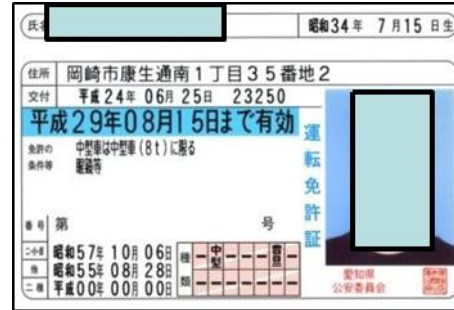 氏名 昭和34年 7月15日生
住所 岡崎市康生通南1丁目35番地2
交付 平成24年06月25日 23250
平成29年08月15日まで有効
免許の条件等 中型車は中型車(8t)に限る
眼鏡等
運転免許証
番号 第 号
二・小・原 昭和57年10月06日
他 昭和55年08月28日
二種 平成00年00月00日
種類 中型 普自二
愛知県
公安委員会